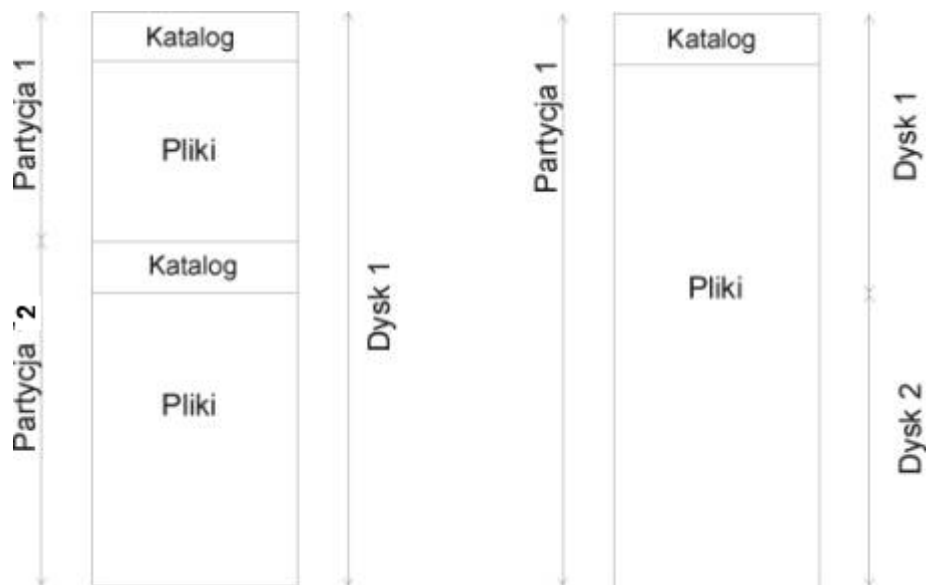 Katalog
Partycja 1
Pliki
Katalog
Partycja 2
Pliki
Dysk 1
Katalog
Partycja 1
Pliki
Dysk 1
Dysk 2